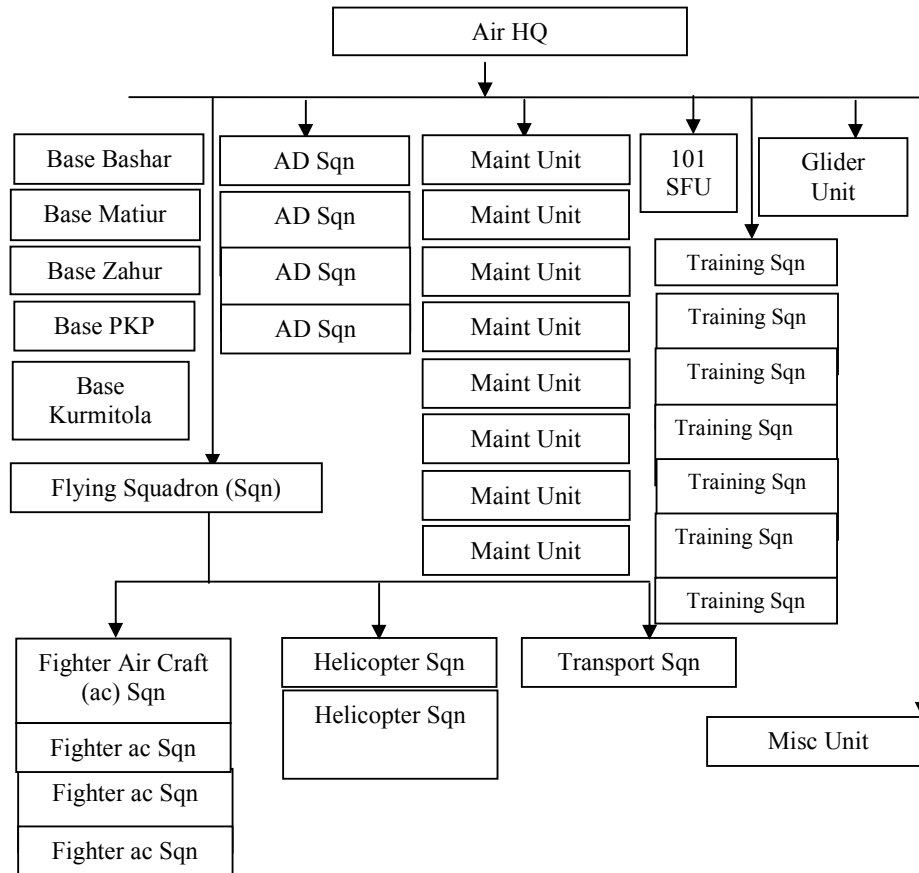 Air HQ
Base Bashar
Base Matiur
Base Zahur
Base PKP
Base
Kurmitola
AD Sqn
AD Sqn
AD Sqn
AD Sqn
Maint Unit
Maint Unit
Maint Unit
Maint Unit
Maint Unit
Maint Unit
Maint Unit
Maint Unit
101
SFU
Glider
Unit
Training Sqn
Training Sqn
Training Sqn
Training Sqn
Training Sqn
Training Sqn
Training Sqn
Flying Squadron (Sqn)
Fighter Air Craft
(ac) Sqn
Fighter ac Sqn
Fighter ac Sqn
Fighter ac Sqn
Helicopter Sqn
Helicopter Sqn
Transport Sqn
Misc Unit